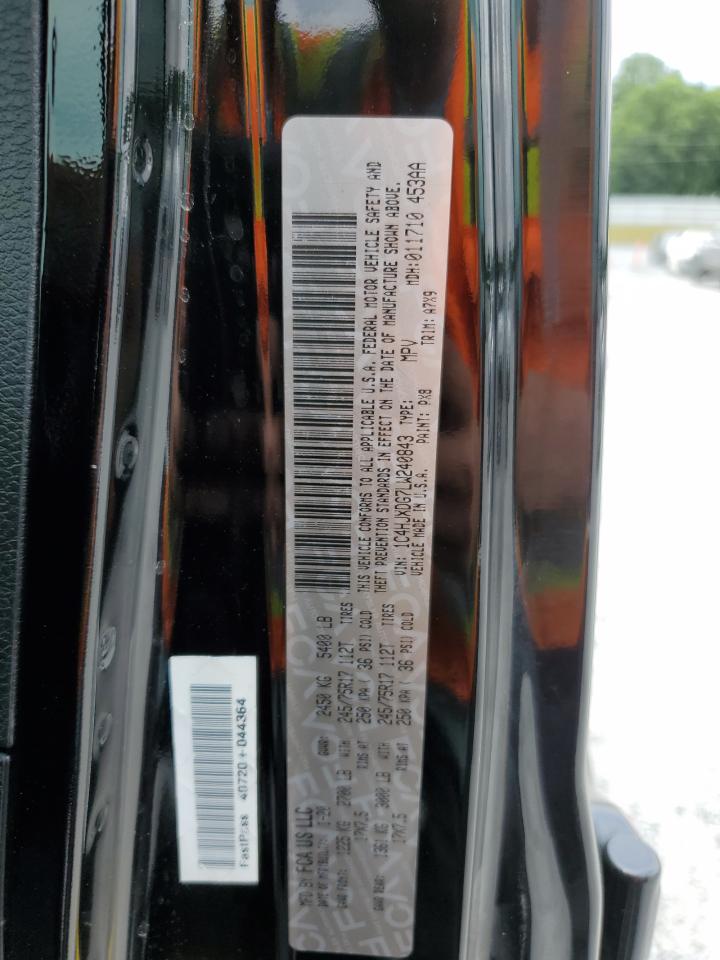 MFD BY: FCA US LLC
DATE OF MFR: 1-20
GVWR: 2450 KG 5400 LB
GAWR FRONT: 1225 KG 2700 LB WITH 245/75R17 112T TIRES
17X7.5 RIMS AT 250 KPA ( 36 PSI) COLD
GAWR REAR: 1361 KG 3000 LB WITH 245/75R17 112T TIRES
17X7.5 RIMS AT 250 KPA ( 36 PSI) COLD
THIS VEHICLE CONFORMS TO ALL APPLICABLE U.S.A. FEDERAL MOTOR VEHICLE SAFETY AND
THEFT PREVENTION STANDARDS IN EFFECT ON THE DATE OF MANUFACTURE SHOWN ABOVE.
VIN: 1C4HJXDG7LW240843 TYPE: MPV MDH:011710 453AA
VEHICLE MADE IN U.S.A. PAINT: PX8 TRIM: A7X9
FastPass 40720+044364